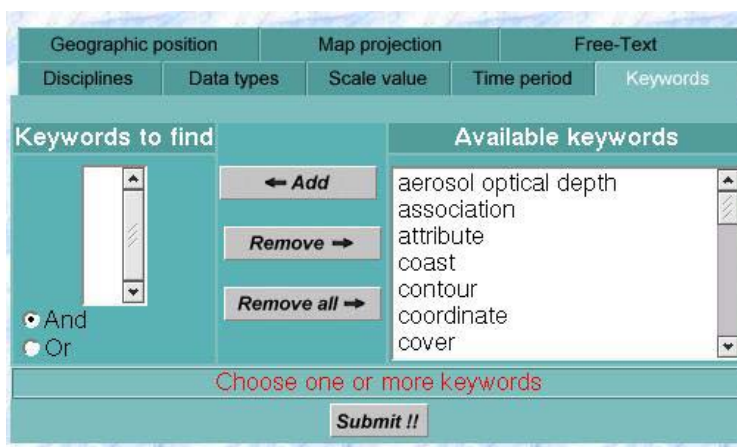 Geographic position Map projection Free-Text
Disciplines Data types Scale value Time period Keywords
Keywords to find Available keywords
← Add
Remove →
Remove all →
And
Or
aerosol optical depth
association
attribute
coast
contour
coordinate
cover
Choose one or more keywords
Submit !!